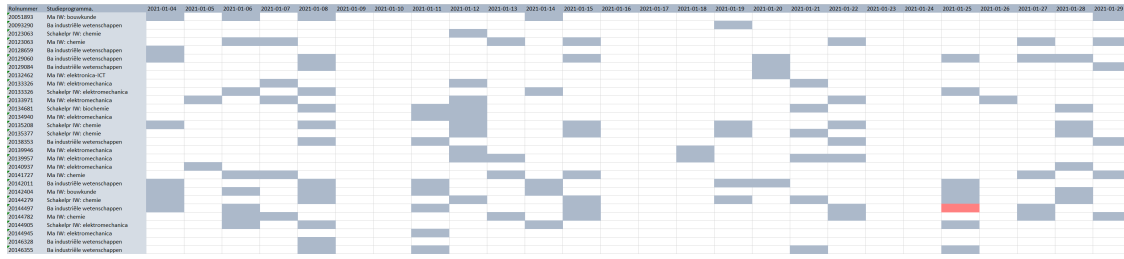 Rolnummer Studieprogramma. 2021-01-04 2021-01-05 2021-01-06 2021-01-07 2021-01-08 2021-01-09 2021-01-10 2021-01-11 2021-01-12 2021-01-13 2021-01-14 2021-01-15 2021-01-16 2021-01-17 2021-01-18 2021-01-19 2021-01-20 2021-01-21 2021-01-22 2021-01-23 2021-01-24 2021-01-25 2021-01-26 2021-01-27 2021-01-28 2021-01-29
20051893 Ma IW: bouwkunde
20093290 Ba industriële wetenschappen
20123063 Schakelpr IW: chemie
20123063 Ma IW: chemie
20128659 Ba industriële wetenschappen
20129060 Ba industriële wetenschappen
20129084 Ba industriële wetenschappen
20132462 Ma IW: elektronica-ICT
20133326 Ma IW: elektromechanica
20133326 Schakelpr IW: elektromechanica
20133971 Ma IW: elektromechanica
20134681 Schakelpr IW: biochemie
20134940 Ma IW: elektromechanica
20135208 Schakelpr IW: chemie
20135377 Schakelpr IW: chemie
20138353 Ba industriële wetenschappen
20139946 Ma IW: elektromechanica
20139957 Ma IW: elektromechanica
20140937 Ma IW: elektromechanica
20141727 Ma IW: chemie
20142011 Ba industriële wetenschappen
20142404 Ma IW: bouwkunde
20144279 Schakelpr IW: chemie
20144497 Ba industriële wetenschappen
20144782 Ma IW: chemie
20144905 Schakelpr IW: elektromechanica
20144945 Ma IW: elektromechanica
20146328 Ba industriële wetenschappen
20146355 Ba industriële wetenschappen